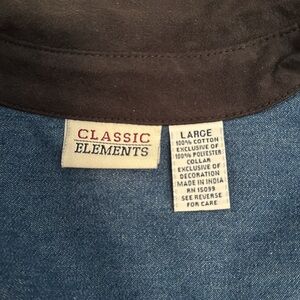 CLASSIC
ELEMENTS
LARGE
100% COTTON
EXCLUSIVE OF
100% POLYESTER
COLLAR
EXCLUSIVE OF
DECORATION
MADE IN INDIA
RN 15099
SEE REVERSE
FOR CARE